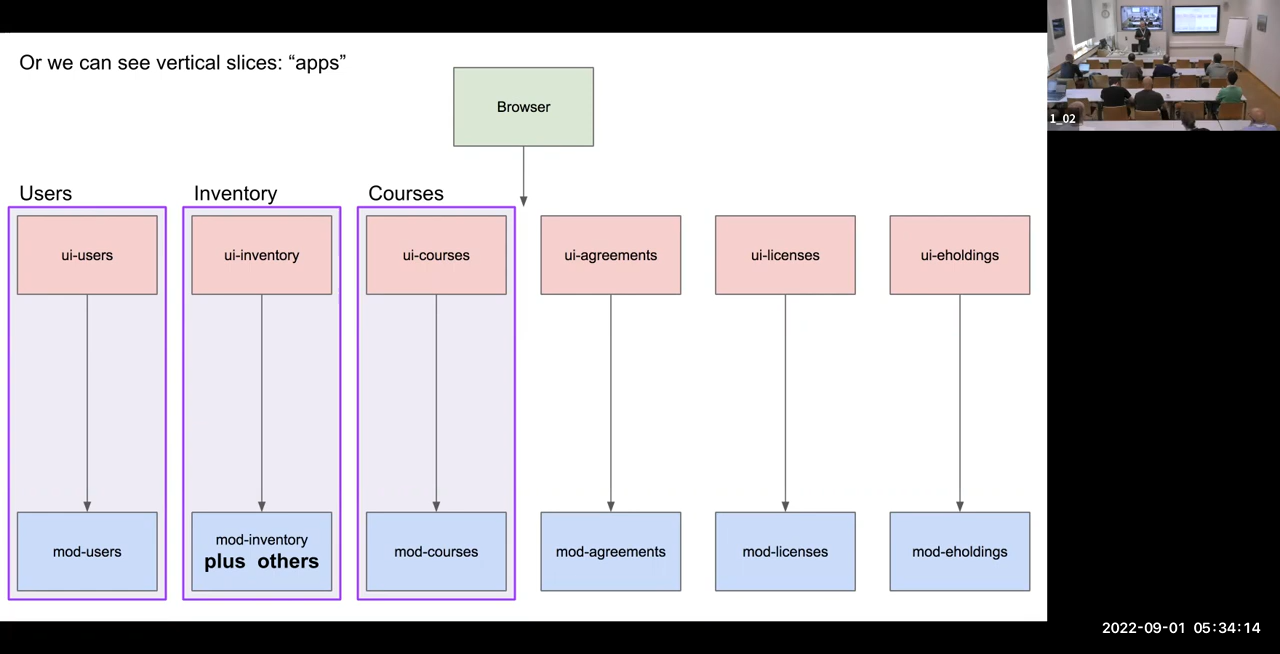 Or we can see vertical slices: “apps”
Browser
Users
Inventory
Courses
ui-users
ui-inventory
ui-courses
ui-agreements
ui-licenses
ui-eholdings
mod-users
mod-inventory
plus others
mod-courses
mod-agreements
mod-licenses
mod-eholdings
1_02
2022-09-01 05:34:14